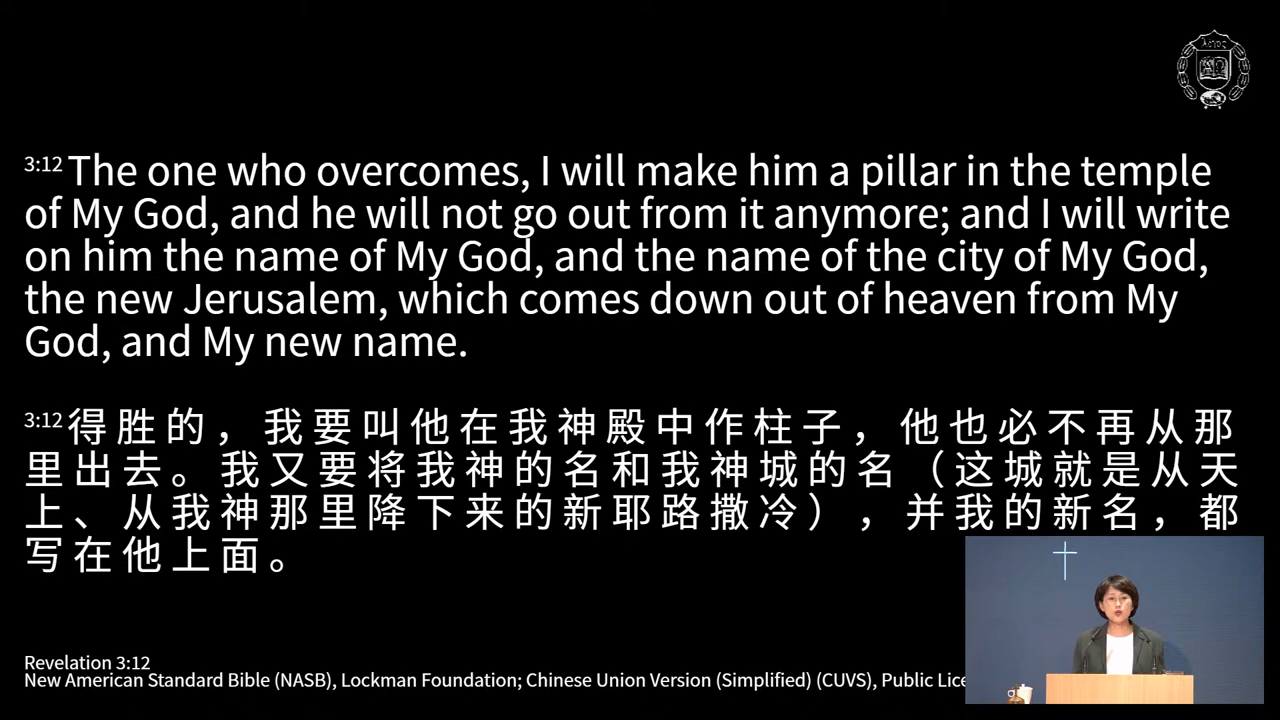 λόγος
3:12 The one who overcomes, I will make him a pillar in the temple
of My God, and he will not go out from it anymore; and I will write
on him the name of My God, and the name of the city of My God,
the new Jerusalem, which comes down out of heaven from My
God, and My new name.
3:12 得胜的，我要叫他在我神殿中作柱子，他也必不再从那
里出去。我又要将我神的名和我神城的名（这城就是从天
上、从我神那里降下来的新耶路撒冷），并我的新名，都
写在他上面。
Revelation 3:12
New American Standard Bible (NASB), Lockman Foundation; Chinese Union Version (Simplified) (CUVS), Public Lice